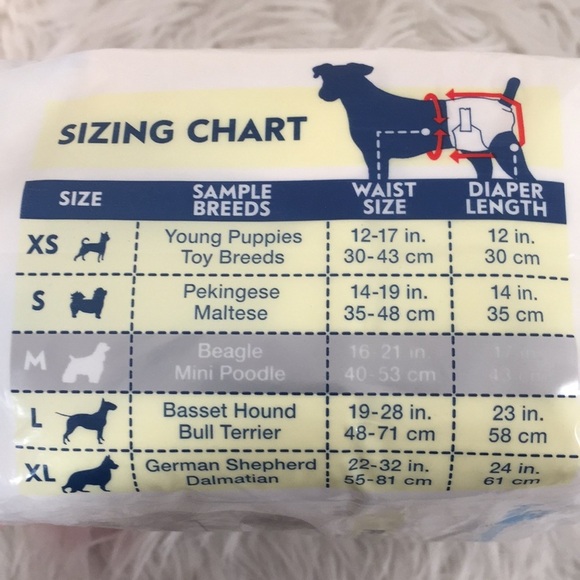 SIZING CHART
SIZE SAMPLE BREEDS WAIST SIZE DIAPER LENGTH
XS Young Puppies Toy Breeds 12-17 in. 30-43 cm 12 in. 30 cm
S Pekingese Maltese 14-19 in. 35-48 cm 14 in. 35 cm
M Beagle Mini Poodle 16-21 in. 40-53 cm
L Basset Hound Bull Terrier 19-28 in. 48-71 cm 23 in. 58 cm
XL German Shepherd Dalmatian 22-32 in. 55-81 cm 24 in. 61 cm